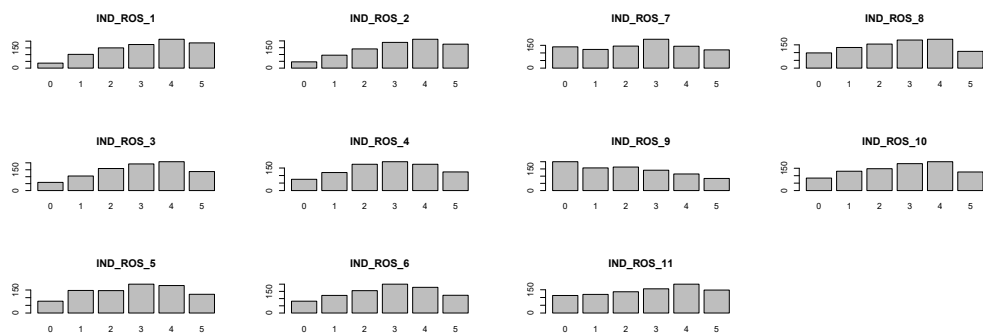 IND_ROS_1
0 150
0 1 2 3 4 5
IND_ROS_2
0 150
0 1 2 3 4 5
IND_ROS_7
0 150
0 1 2 3 4 5
IND_ROS_8
0 150
0 1 2 3 4 5
IND_ROS_3
0 150
0 1 2 3 4 5
IND_ROS_4
0 150
0 1 2 3 4 5
IND_ROS_9
0 150
0 1 2 3 4 5
IND_ROS_10
0 150
0 1 2 3 4 5
IND_ROS_5
0 150
0 1 2 3 4 5
IND_ROS_6
0 150
0 1 2 3 4 5
IND_ROS_11
0 150
0 1 2 3 4 5